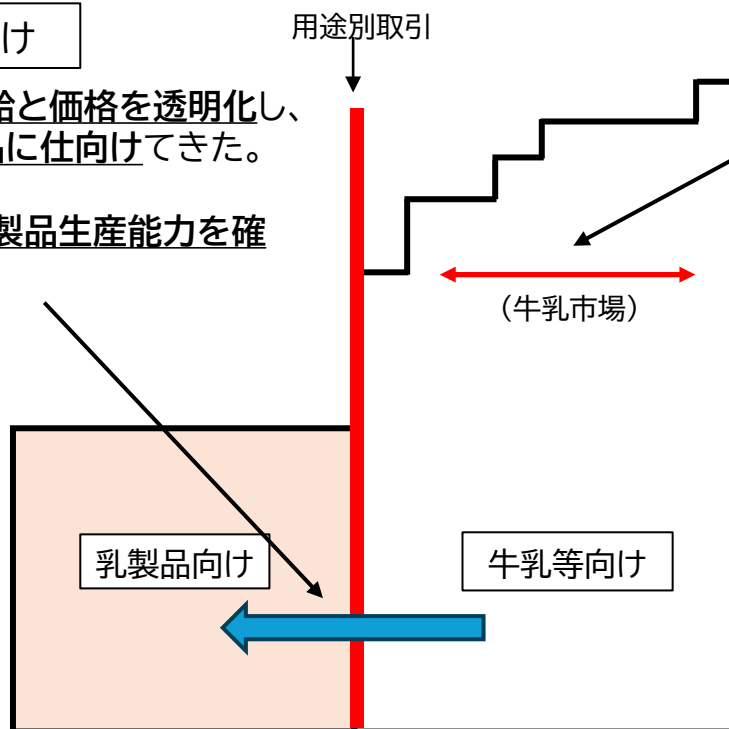 け
用途別取引
給と価格を透明化し、
品に仕向けてきた。
製品生産能力を確
（牛乳市場）
乳製品向け
牛乳等向け